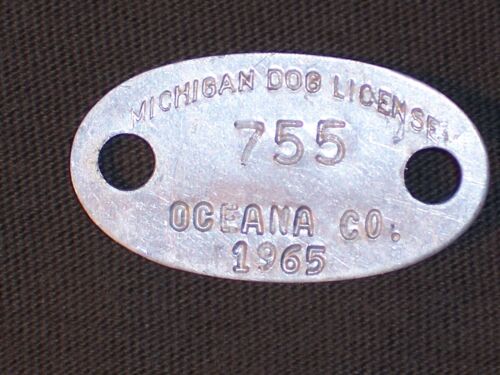 MICHIGAN DOG LICENSE
755
OCEANA CO.
1965